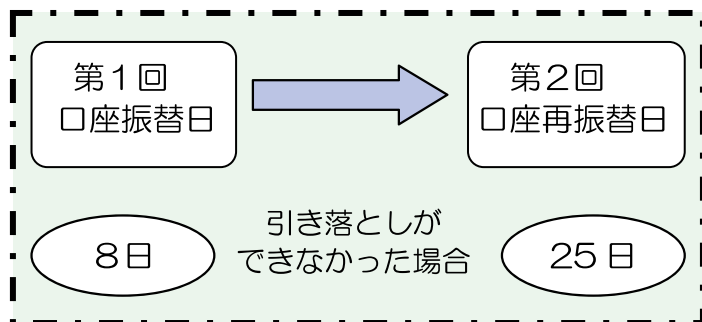 第１回
口座振替日
第２回
口座再振替日
引き落としが
できなかった場合
８日
25日